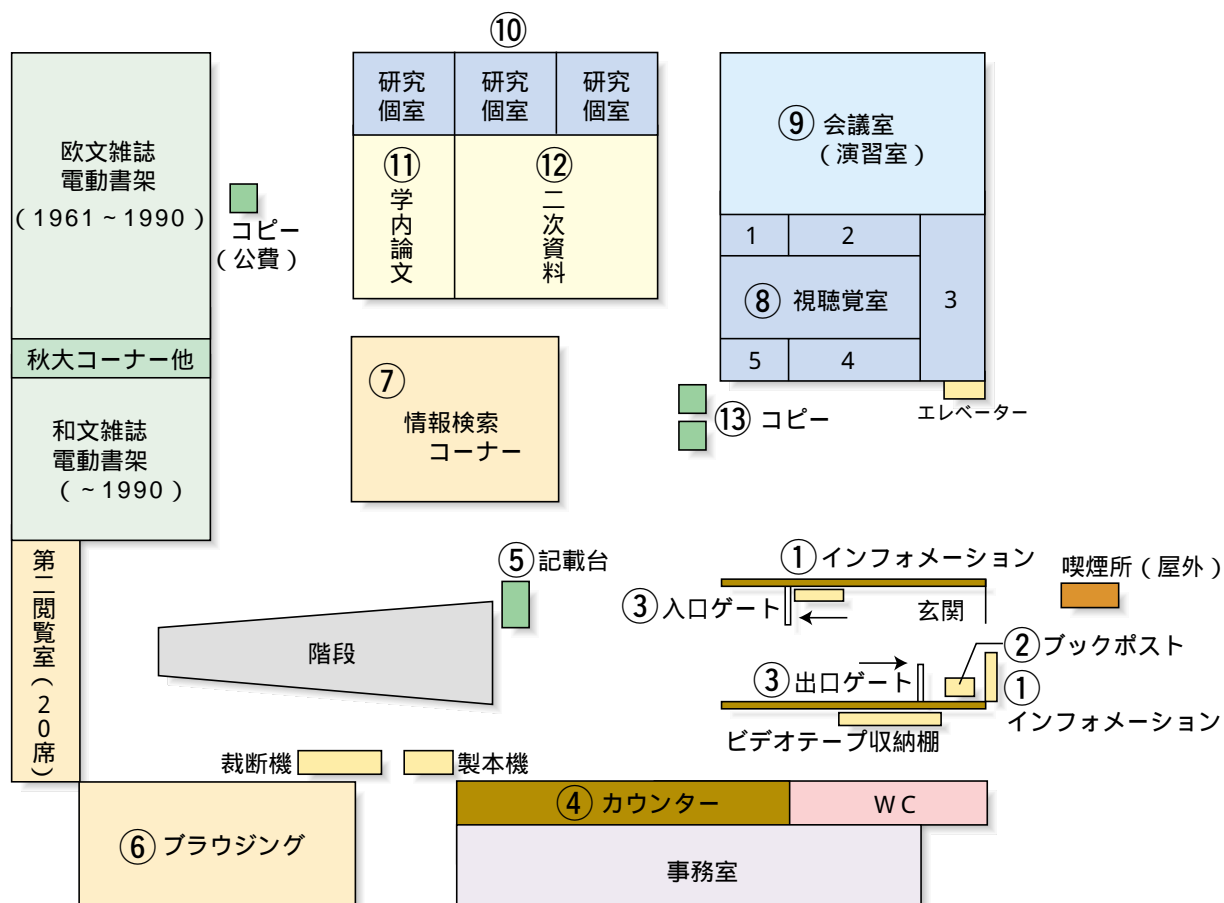 ⑩
研究
個室
研究
個室
研究
個室
欧文雑誌
電動書架
(1961~1990)
コピー
(公費)
⑪
学内論文
⑫
二次資料
⑨ 会議室
(演習室)
1
2
3
⑧ 視聴覚室
5
4
エレベーター
秋大コーナー他
和文雑誌
電動書架
(~1990)
⑦
情報検索
コーナー
⑬ コピー
第二閲覧室(20席)
⑤ 記載台
階段
① インフォメーション
③ 入口ゲート
玄関
喫煙所(屋外)
② ブックポスト
③ 出口ゲート
①
インフォメーション
ビデオテープ収納棚
裁断機
製本機
④ カウンター
WC
⑥ ブラウジング
事務室